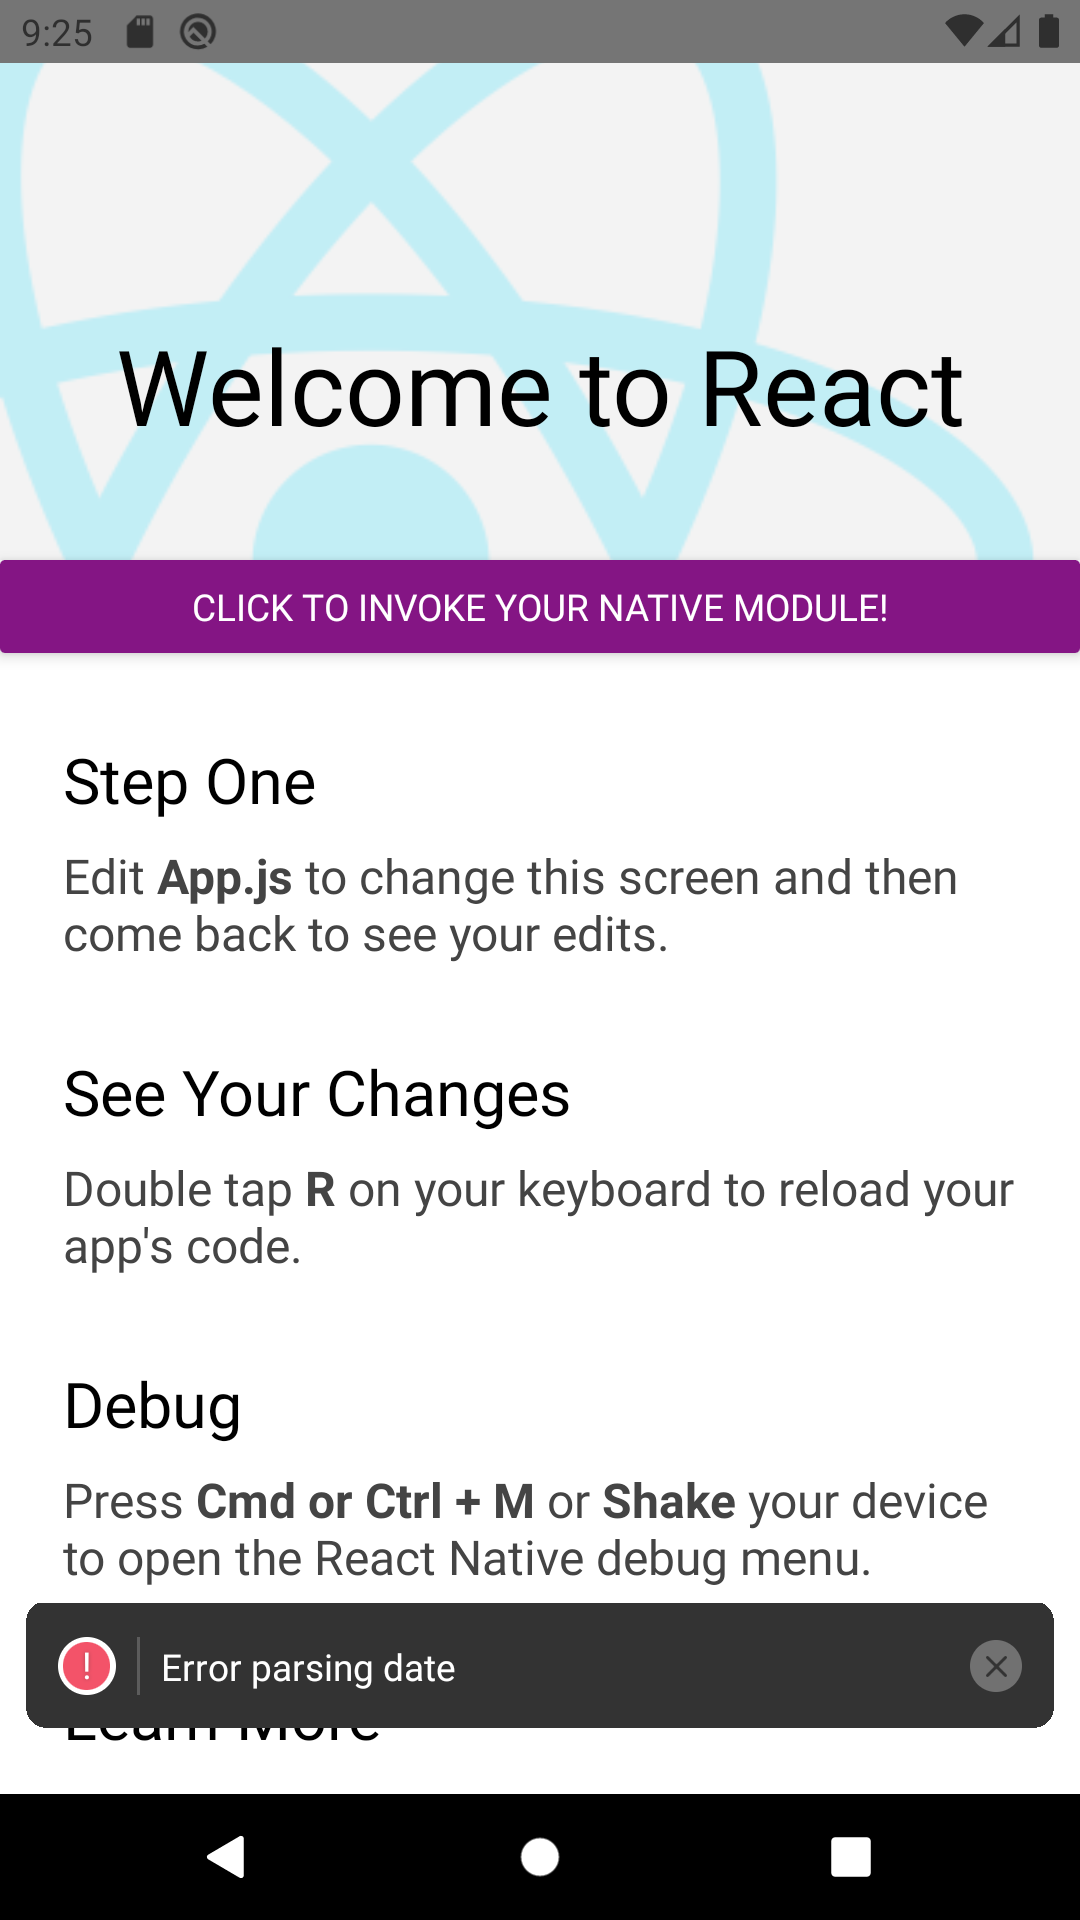 9:25
Welcome to React
CLICK TO INVOKE YOUR NATIVE MODULE!
Step One
Edit App.js to change this screen and then
come back to see your edits.
See Your Changes
Double tap R on your keyboard to reload your
app's code.
Debug
Press Cmd or Ctrl + M or Shake your device
to open the React Native debug menu.
! Error parsing date
Learn More